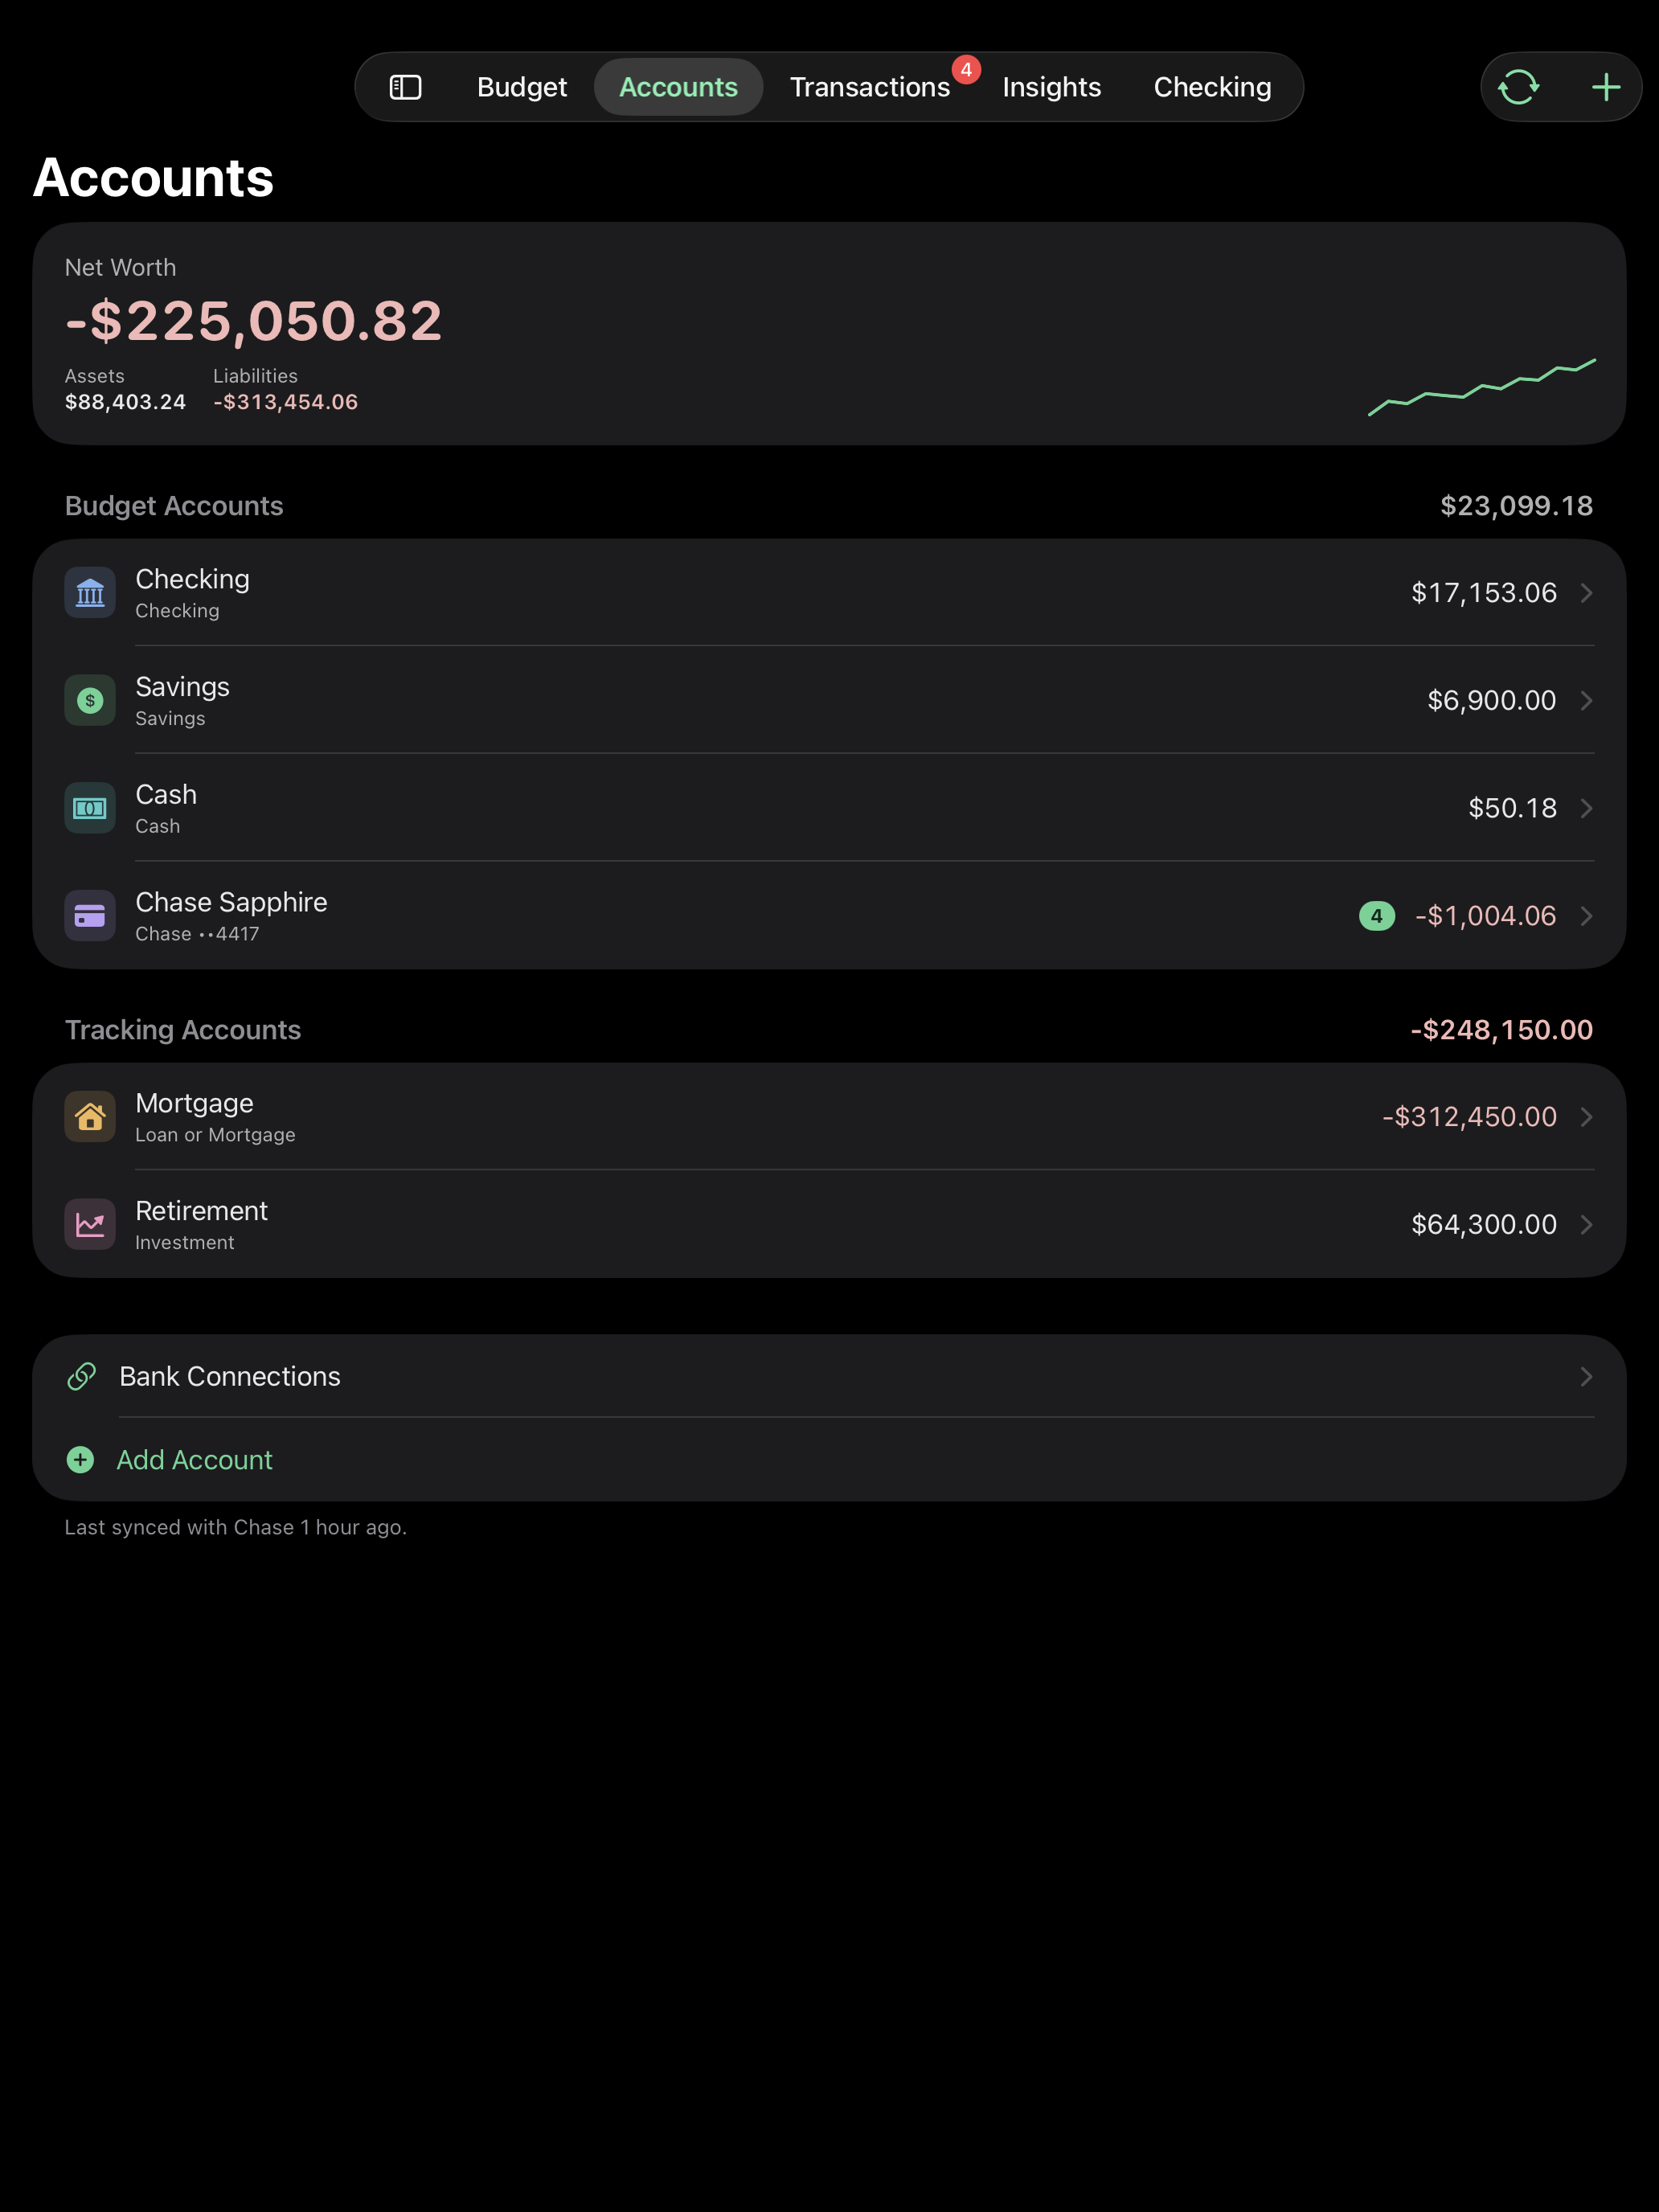 Budget Accounts Transactions 4 Insights Checking
Accounts
Net Worth
-$225,050.82
Assets Liabilities
$88,403.24 -$313,454.06
Budget Accounts $23,099.18
Checking
Checking
$17,153.06
Savings
Savings
$6,900.00
Cash
Cash
$50.18
Chase Sapphire
Chase ••4417
4 -$1,004.06
Tracking Accounts -$248,150.00
Mortgage
Loan or Mortgage
-$312,450.00
Retirement
Investment
$64,300.00
Bank Connections
Add Account
Last synced with Chase 1 hour ago.